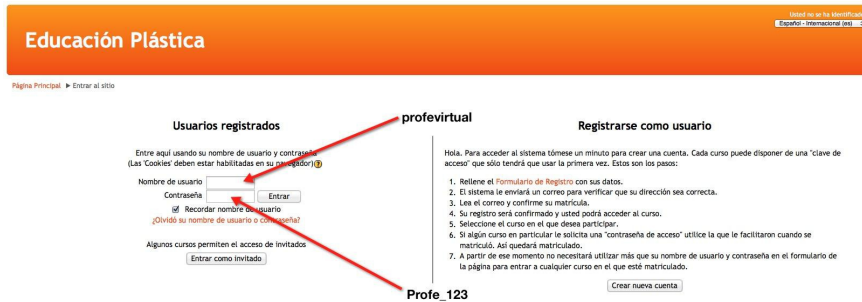 Usted no se ha identificado
Español - Internacional (es)
Educación Plástica
Página Principal ► Entrar al sitio
profevirtual
Usuarios registrados
Entre aquí usando su nombre de usuario y contraseña
(Las 'Cookies' deben estar habilitadas en su navegador)
Nombre de usuario
Contraseña
Entrar
Recordar nombre de usuario
¿Olvidó su nombre de usuario o contraseña?
Algunos cursos permiten el acceso de invitados
Entrar como invitado
Profe_123
Registrarse como usuario
Hola. Para acceder al sistema tómese un minuto para crear una cuenta. Cada curso puede disponer de una "clave de
acceso" que sólo tendrá que usar la primera vez. Estos son los pasos:
1. Rellene el Formulario de Registro con sus datos.
2. El sistema le enviará un correo para verificar que su dirección sea correcta.
3. Lea el correo y confirme su matrícula.
4. Su registro será confirmado y usted podrá acceder al curso.
5. Seleccione el curso en el que desea participar.
6. Si algún curso en particular le solicita una "contraseña de acceso" utilice la que le facilitaron cuando se
matriculó. Así quedará matriculado.
7. A partir de ese momento no necesitará utilizar más que su nombre de usuario y contraseña en el formulario de
la página para entrar a cualquier curso en el que esté matriculado.
Crear nueva cuenta